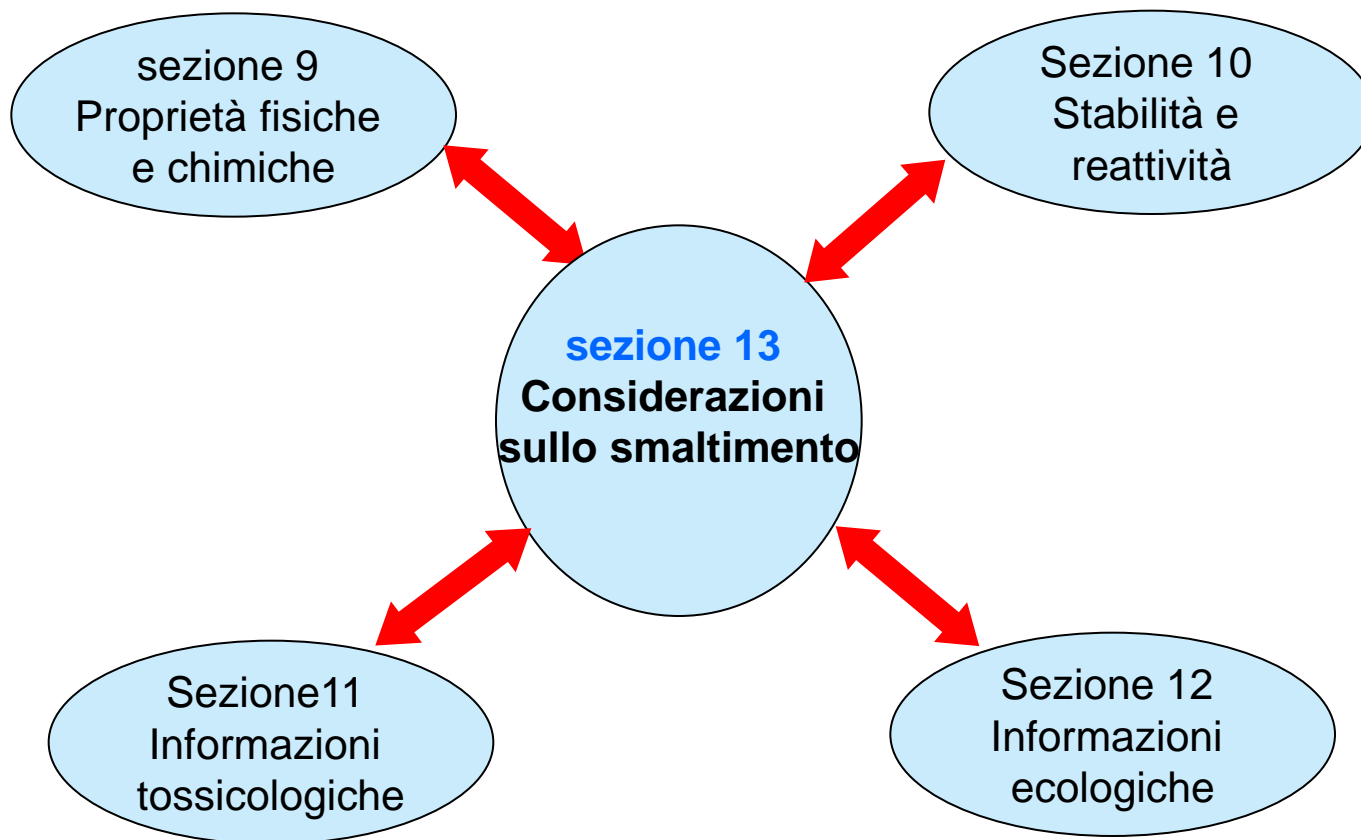 sezione 9
Proprietà fisiche
e chimiche
Sezione 10
Stabilità e
reattività
sezione 13
Considerazioni
sullo smaltimento
Sezione11
Informazioni
tossicologiche
Sezione 12
Informazioni
ecologiche